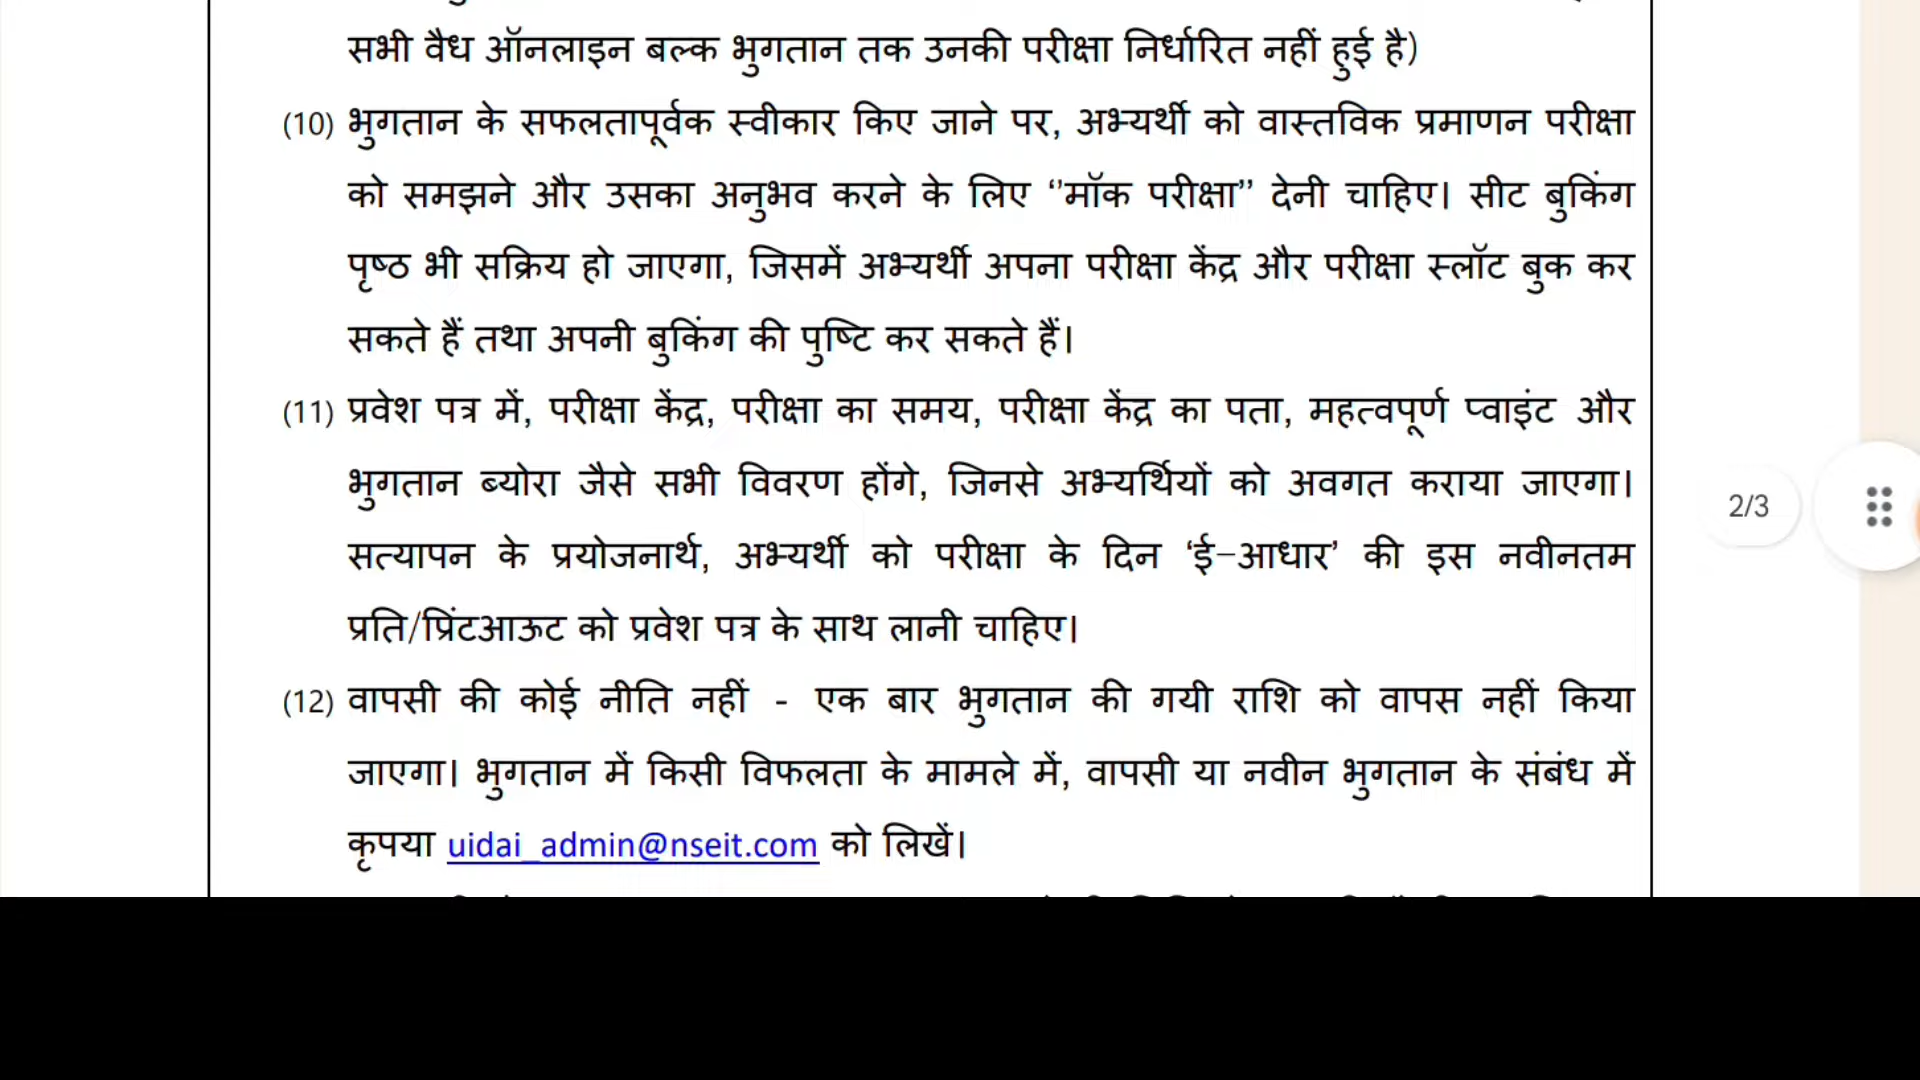 सभी वैध ऑनलाइन बल्क भुगतान तक उनकी परीक्षा निर्धारित नहीं हुई है)
(10) भुगतान के सफलतापूर्वक स्वीकार किए जाने पर, अभ्यर्थी को वास्तविक प्रमाणन परीक्षा
को समझने और उसका अनुभव करने के लिए ‘’मॉक परीक्षा’’ देनी चाहिए। सीट बुकिंग
पृष्ठ भी सक्रिय हो जाएगा, जिसमें अभ्यर्थी अपना परीक्षा केंद्र और परीक्षा स्लॉट बुक कर
सकते हैं तथा अपनी बुकिंग की पुष्टि कर सकते हैं।
(11) प्रवेश पत्र में, परीक्षा केंद्र, परीक्षा का समय, परीक्षा केंद्र का पता, महत्वपूर्ण प्वाइंट और
भुगतान ब्योरा जैसे सभी विवरण होंगे, जिनसे अभ्यर्थियों को अवगत कराया जाएगा।
2/3
सत्यापन के प्रयोजनार्थ, अभ्यर्थी को परीक्षा के दिन ‘ई–आधार’ की इस नवीनतम
प्रति/प्रिंटआऊट को प्रवेश पत्र के साथ लानी चाहिए।
(12) वापसी की कोई नीति नहीं - एक बार भुगतान की गयी राशि को वापस नहीं किया
जाएगा। भुगतान में किसी विफलता के मामले में, वापसी या नवीन भुगतान के संबंध में
कृपया uidai_admin@nseit.com को लिखें।